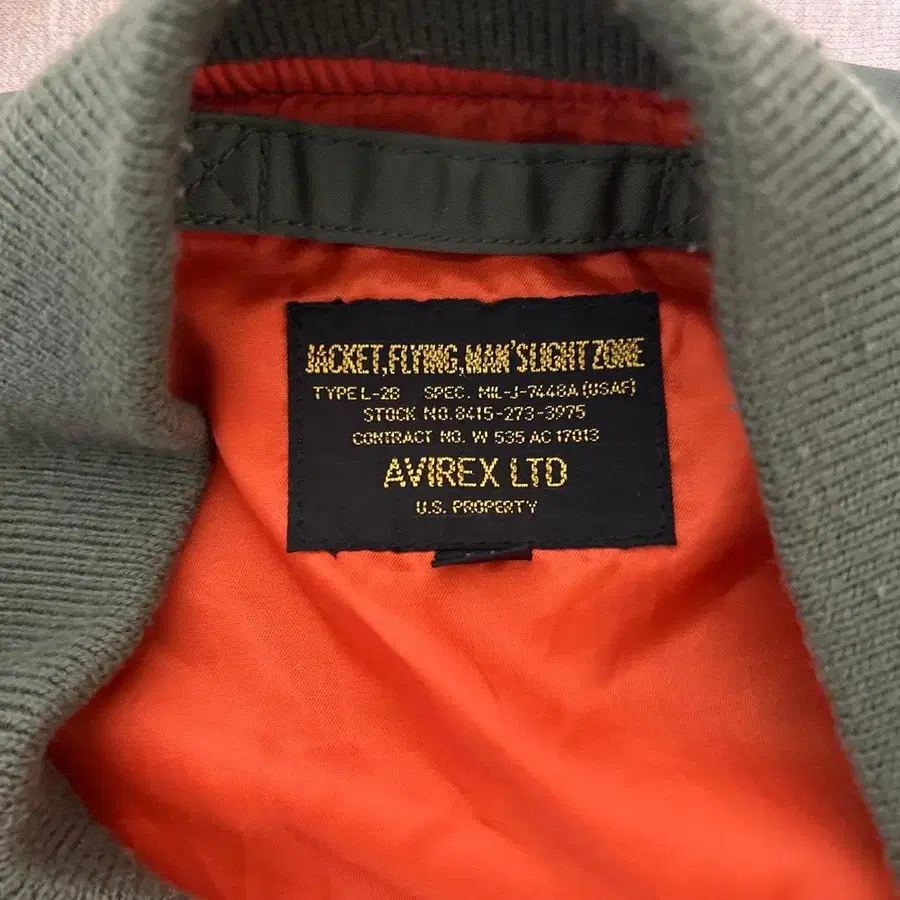 JACKET,FLYING,MAN'S LIGHT ZONE
TYPE L-2B SPEC. MIL-J-7448A (USAF)
STOCK NO. 8415-273-3975
CONTRACT NO. W 535 AC 17013
AVIREX LTD
U.S. PROPERTY